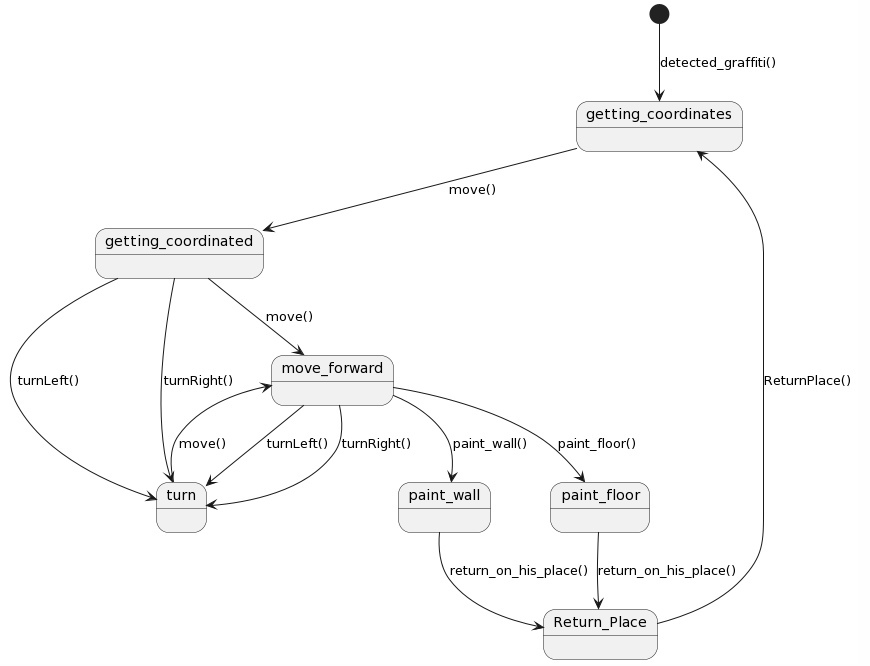 detected_graffiti()
getting_coordinates
move()
getting_coordinated
move()
move_forward
turnLeft()
turnRight()
ReturnPlace()
move()
turnLeft()
turnRight()
paint_wall()
paint_floor()
turn
paint_wall
paint_floor
return_on_his_place()
return_on_his_place()
Return_Place